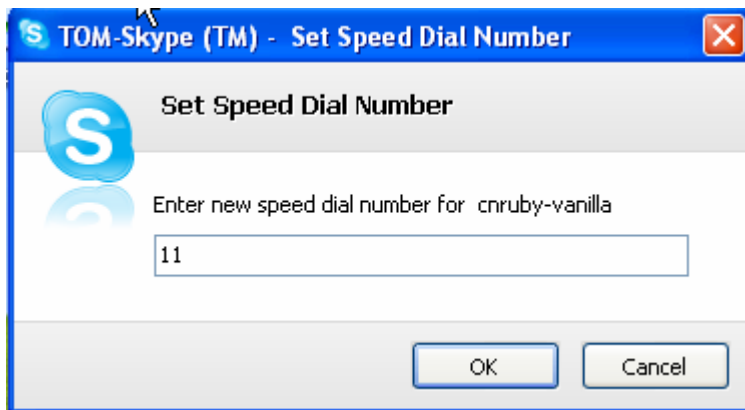 TOM-Skype (TM) - Set Speed Dial Number
Set Speed Dial Number
Enter new speed dial number for cnruby-vanilla
11
OK
Cancel